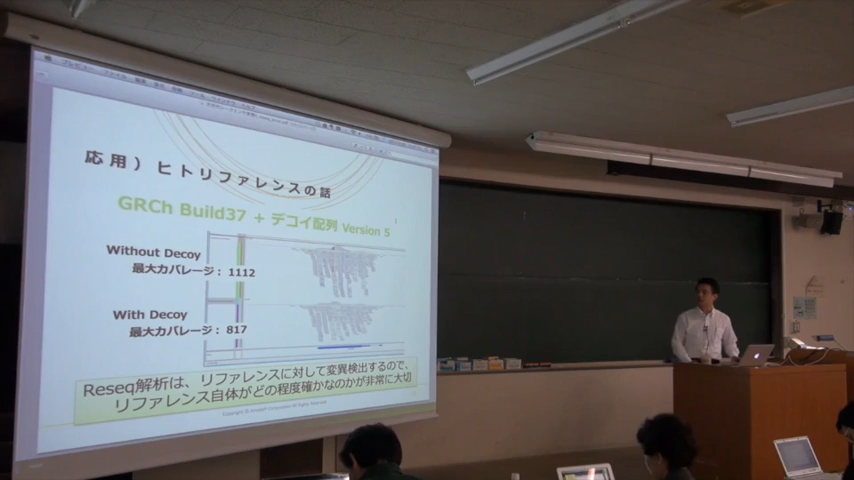 応用）ヒトリファレンスの話
GRCh Build37 + デコイ配列 Version 5
Without Decoy
最大カバレージ： 1112
With Decoy
最大カバレージ： 817
Reseq解析は、リファレンスに対して変異検出するので、
リファレンス自体がどの程度確かなのかが非常に大切